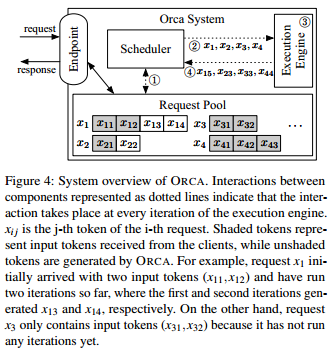 Orca System
request
response
Endpoint
Scheduler
② x₁, x₂, x₃, x₄
④ x₁₅, x₂₃, x₃₃, x₄₄
Execution
Engine ③
①
Request Pool
x₁ x₁₁ x₁₂ x₁₃ x₁₄ x₃ x₃₁ x₃₂ ...
x₂ x₂₁ x₂₂ x₄ x₄₁ x₄₂ x₄₃
Figure 4: System overview of ORCA. Interactions between
components represented as dotted lines indicate that the inter-
action takes place at every iteration of the execution engine.
xᵢⱼ is the j-th token of the i-th request. Shaded tokens repre-
sent input tokens received from the clients, while unshaded
tokens are generated by ORCA. For example, request x₁ ini-
tially arrived with two input tokens (x₁₁,x₁₂) and have run
two iterations so far, where the first and second iterations gen-
erated x₁₃ and x₁₄, respectively. On the other hand, request
x₃ only contains input tokens (x₃₁,x₃₂) because it has not run
any iterations yet.